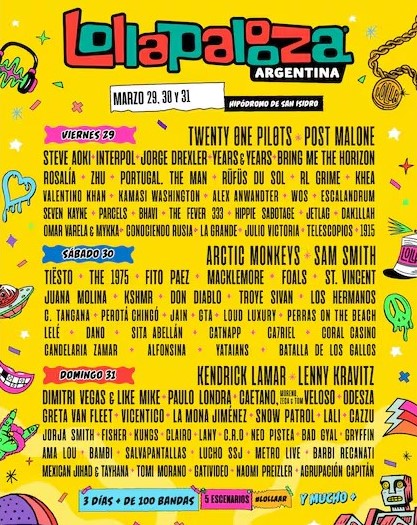 Lollapalooza
ARGENTINA
MARZO 29, 30 y 31
HIPÓDROMO DE SAN ISIDRO
VIERNES 29
TWENTY ØNE PILØTS • POST MALONE
STEVE AOKI • INTERPOL • JORGE DREXLER • YEARS & YEARS • BRING ME THE HORIZON
ROSALÍA • ZHU • PORTUGAL. THE MAN • RÜFÜS DU SOL • RL GRIME • KHEA
VALENTINO KHAN • KAMASI WASHINGTON • ALEX ANWANDTER • WOS • ESCALANDRUM
SEVEN KAYNE • PARCELS • BHAVI • THE FEVER 333 • HIPPIE SABOTAGE • JETLAG • DAK1LLAH
OMAR VARELA & MYKKA • CONOCIENDO RUSIA • LA GRANDE • JULIO VICTORIA • TELESCOPIOS • 1915
SÁBADO 30
ARCTIC MONKEYS • SAM SMITH
TIËSTO • THE 1975 • FITO PAEZ • MACKLEMORE • FOALS • ST. VINCENT
JUANA MOLINA • KSHMR • DON DIABLO • TROYE SIVAN • LOS HERMANOS
C. TANGANA • PEROTÁ CHINGÓ • JAIN • GTA • LOUD LUXURY • PERRAS ON THE BEACH
LELÉ • DANO • SITA ABELLÁN • CATNAPP • CA7RIEL • CORAL CASINO
CANDELARIA ZAMAR • ALFONSINA • YATAIANS • BATALLA DE LOS GALLOS
DOMINGO 31
KENDRICK LAMAR • LENNY KRAVITZ
DIMITRI VEGAS & LIKE MIKE • PAULO LONDRA • CAETANO, MORENO, ZECA & TOM VELOSO • ODESZA
GRETA VAN FLEET • VICENTICO • LA MONA JIMÉNEZ • SNOW PATROL • LALI • CAZZU
JORJA SMITH • FISHER • KUNGS • CLAIRO • LANY • C.R.O • NEO PISTEA • BAD GYAL • GRYFFIN
AMA LOU • BAMBI • SALVAPANTALLAS • LUCHO SSJ • METRO LIVE • BARBI RECANATI
MEXICAN JIHAD & TAYHANA • TOMI MORANO • GATIVIDEO • NAOMI PREIZLER • AGRUPACIÓN CAPITÁN
3 DÍAS + DE 100 BANDAS
5 ESCENARIOS
#LOLLAAR
Y MUCHO +